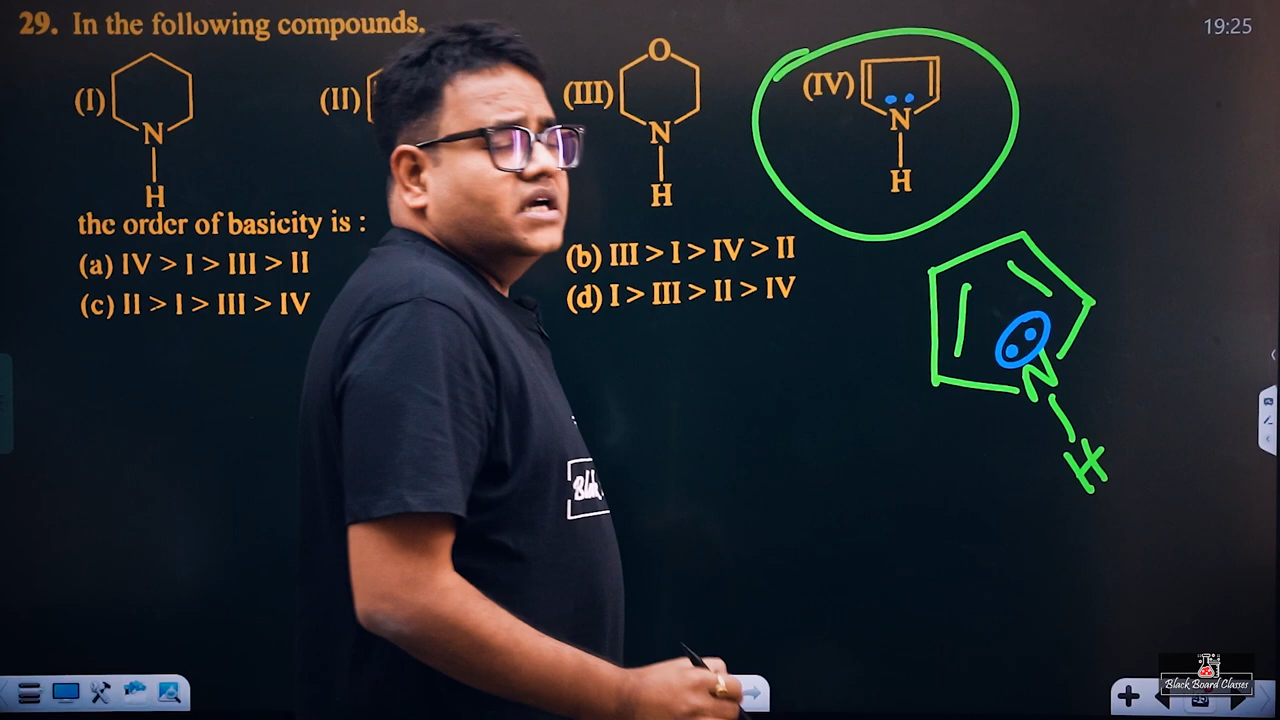 29. In the following compounds.
19:25
(I)
N
H
(II)
(III)
O
N
H
(IV)
N
H
the order of basicity is :
(a) IV > I > III > II
(b) III > I > IV > II
(c) II > I > III > IV
(d) I > III > II > IV
N
H
Black Board Classes